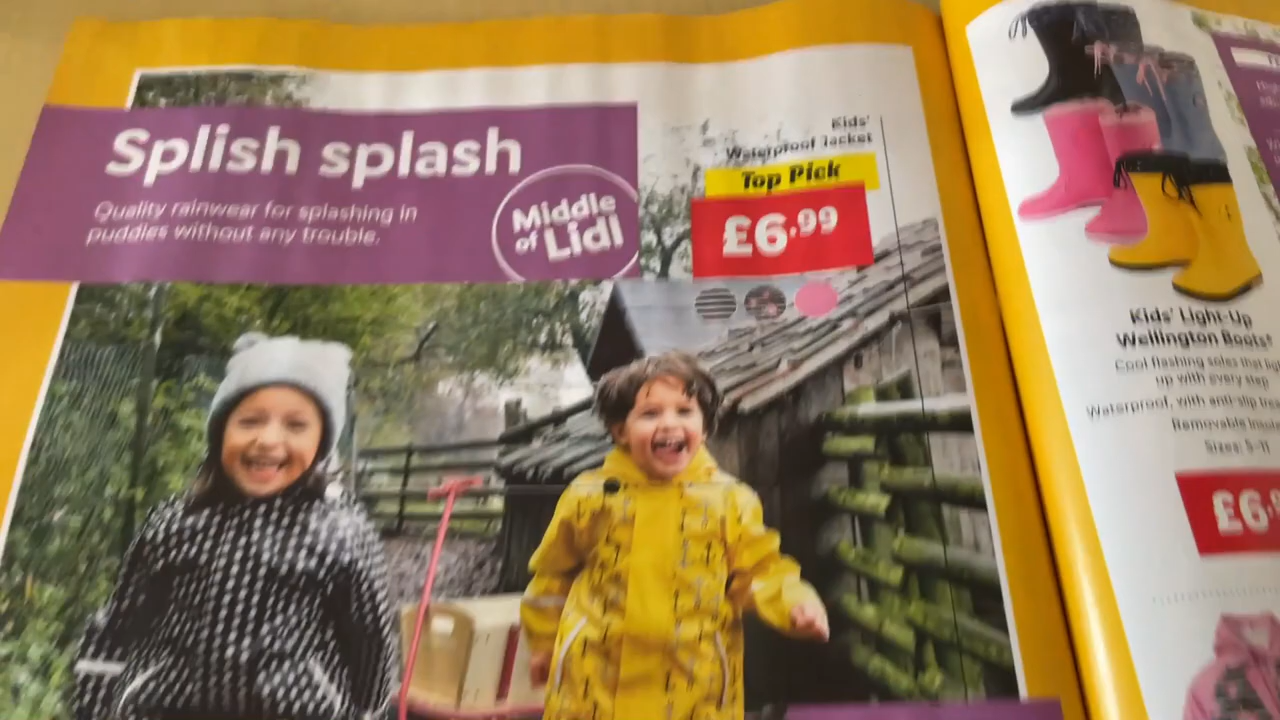 Splish splash
Quality rainwear for splashing in
puddles without any trouble.
Middle
of Lidl
Kids'
Waterproof Jacket
Top Pick
£6.99
Kids' Light-Up
Wellington Boots*
Cool flashing soles that
up with every step
Waterproof, with anti-slip
Removable
Sizes: 5-11
£6.